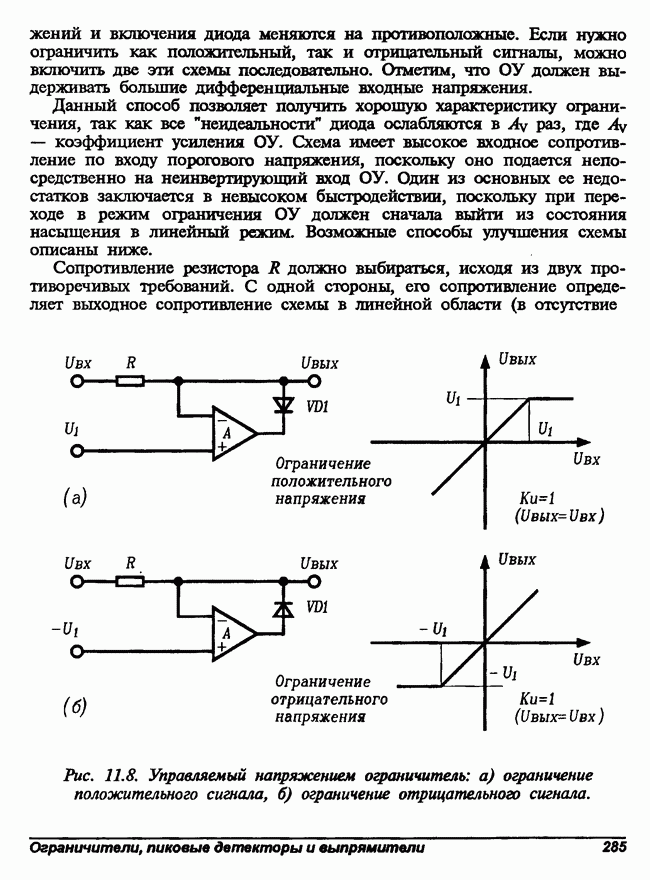 жений и включения диода меняются на противоположные. Если нужно
ограничить как положительный, так и отрицательный сигналы, можно
включить две эти схемы последовательно. Отметим, что ОУ должен вы-
держивать большие дифференциальные входные напряжения.
Данный способ позволяет получить хорошую характеристику ограни-
чения, так как все "неидеальности" диода ослабляются в Av раз, где Av
— коэффициент усиления ОУ. Схема имеет высокое входное сопротив-
ление по входу порогового напряжения, поскольку оно подается непо-
средственно на неинвертирующий вход ОУ. Один из основных ее недо-
статков заключается в невысоком быстродействии, поскольку при пере-
ходе в режим ограничения ОУ должен сначала выйти из состояния
насыщения в линейный режим. Возможные способы улучшения схемы
описаны ниже.
Сопротивление резистора R должно выбираться, исходя из двух про-
тиворечивых требований. С одной стороны, его сопротивление опреде-
ляет выходное сопротивление схемы в линейной области (в отсутствие
Uвх R Uвых
VD1
U1
− A +
(а)
Ограничение
положительного
напряжения
Uвых
U1
U1
Uвх
Kи=1
(Uвых=Uвх)
Uвх R Uвых
VD1
-U1
− A +
(б)
Ограничение
отрицательного
напряжения
Uвых
- U1
Uвх
- U1
Kи=1
(Uвых=Uвх)
Рис. 11.8. Управляемый напряжением ограничитель: а) ограничение
положительного сигнала, б) ограничение отрицательного сигнала.
Ограничители, пиковые детекторы и выпрямители 285